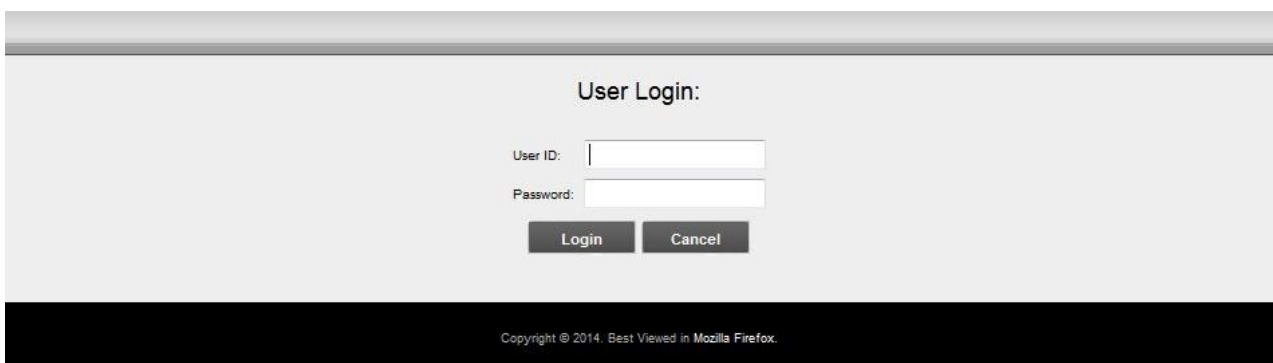 User Login:
User ID:
Password:
Login Cancel
Copyright © 2014. Best Viewed in Mozilla Firefox.